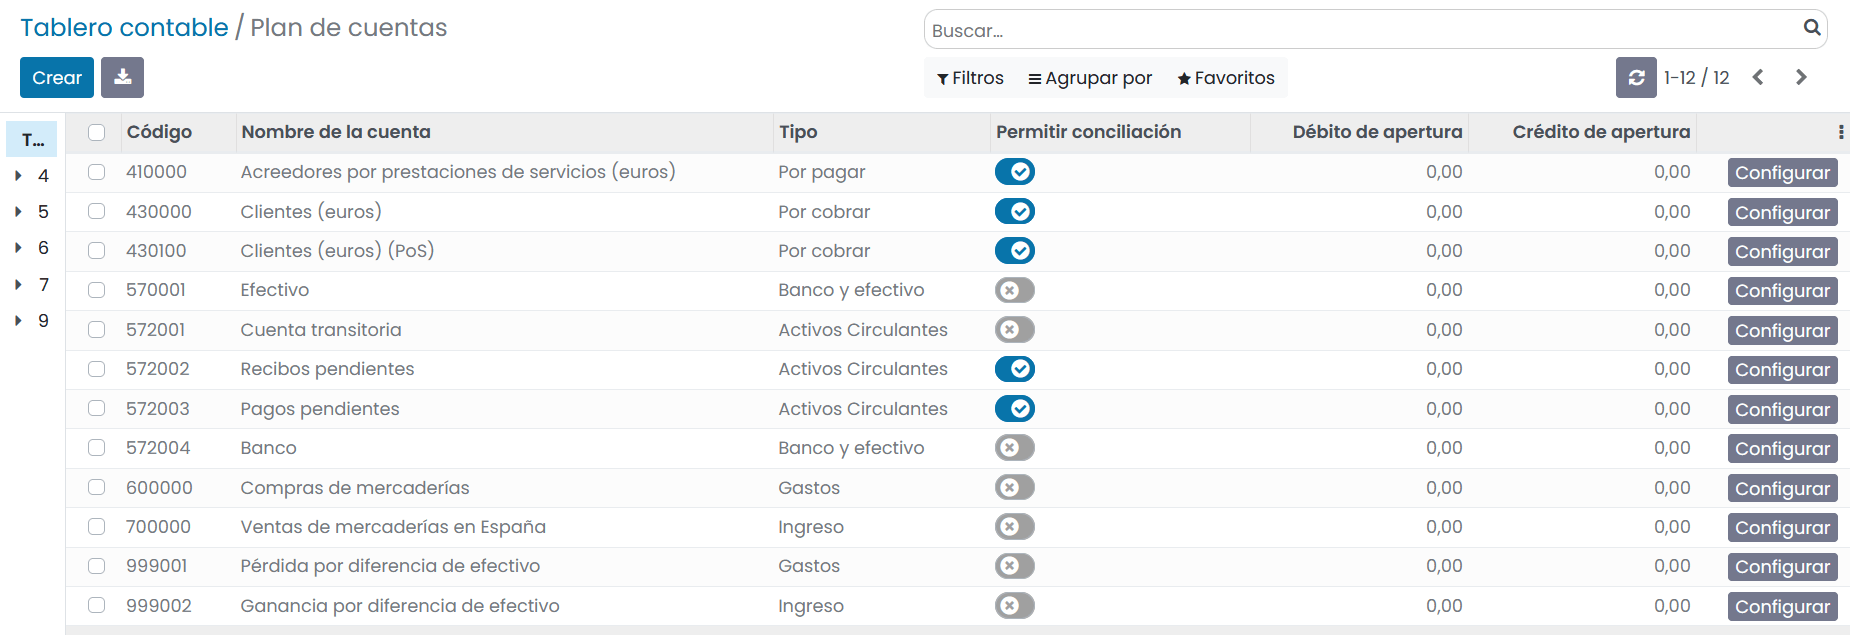 Tablero contable / Plan de cuentas
Buscar...
Crear
Filtros Agrupar por Favoritos
1-12 / 12
T...
4
5
6
7
9
Código Nombre de la cuenta Tipo Permitir conciliación Débito de apertura Crédito de apertura
410000 Acreedores por prestaciones de servicios (euros) Por pagar 0,00 0,00 Configurar
430000 Clientes (euros) Por cobrar 0,00 0,00 Configurar
430100 Clientes (euros) (PoS) Por cobrar 0,00 0,00 Configurar
570001 Efectivo Banco y efectivo 0,00 0,00 Configurar
572001 Cuenta transitoria Activos Circulantes 0,00 0,00 Configurar
572002 Recibos pendientes Activos Circulantes 0,00 0,00 Configurar
572003 Pagos pendientes Activos Circulantes 0,00 0,00 Configurar
572004 Banco Banco y efectivo 0,00 0,00 Configurar
600000 Compras de mercaderías Gastos 0,00 0,00 Configurar
700000 Ventas de mercaderías en España Ingreso 0,00 0,00 Configurar
999001 Pérdida por diferencia de efectivo Gastos 0,00 0,00 Configurar
999002 Ganancia por diferencia de efectivo Ingreso 0,00 0,00 Configurar